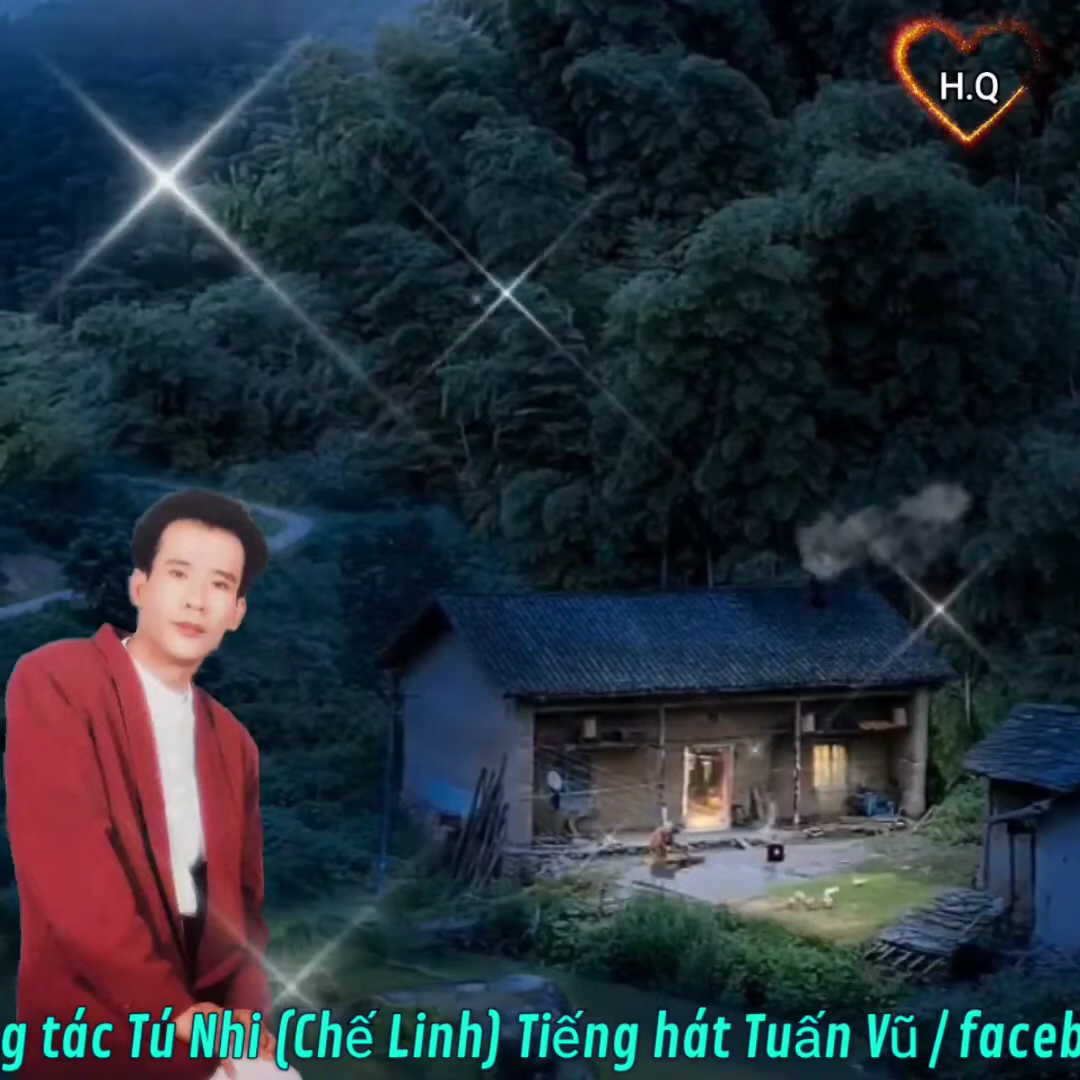 H.Q
g tác Tú Nhi (Chế Linh) Tiếng hát Tuấn Vũ / faceb